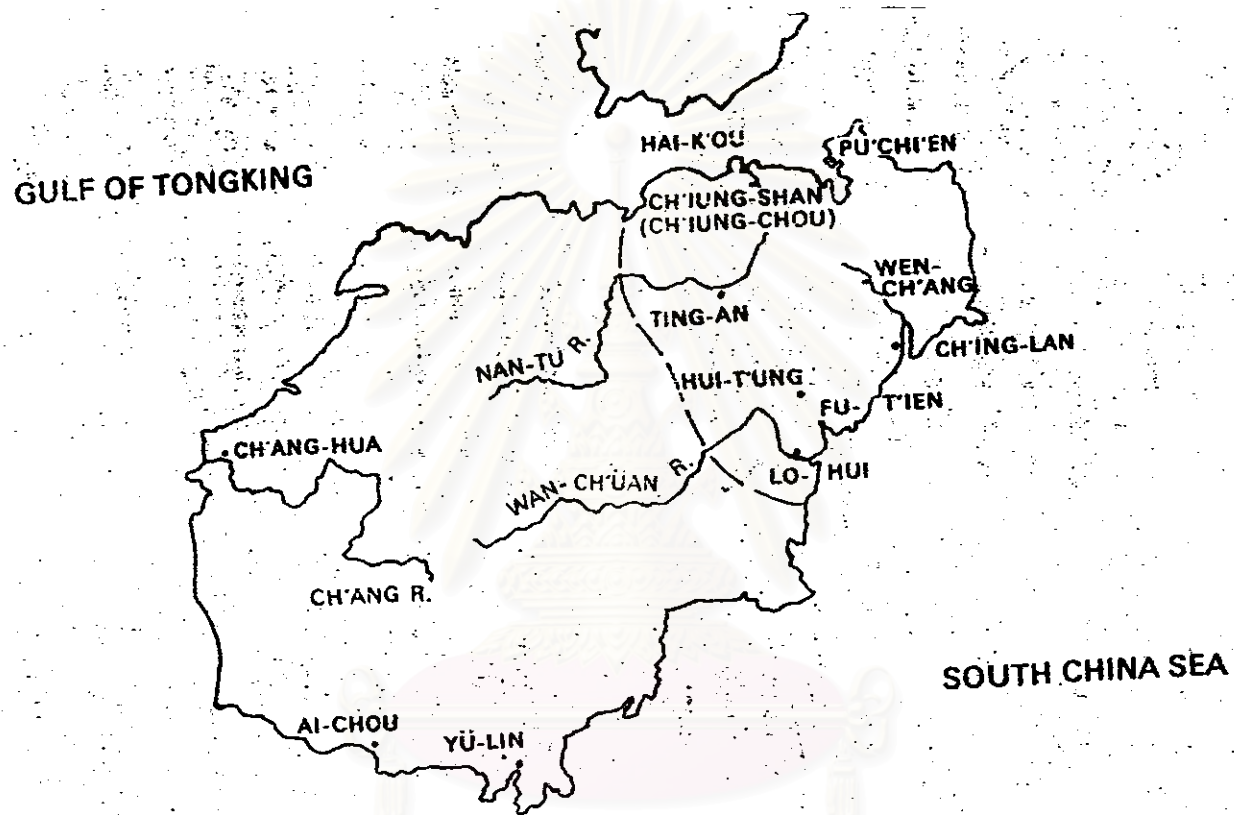 HAI-K'OU
PU'CHI'EN
GULF OF TONGKING
CH'IUNG-SHAN
(CH'IUNG-CHOU)
WEN-
CH'ANG
TING-AN
CH'ING-LAN
NAN-TU R.
HUI-T'UNG
FU-T'IEN
CH'ANG-HUA
LO-HUI
WAN-CH'UAN R.
CH'ANG R.
SOUTH CHINA SEA
AI-CHOU
YÜ-LIN